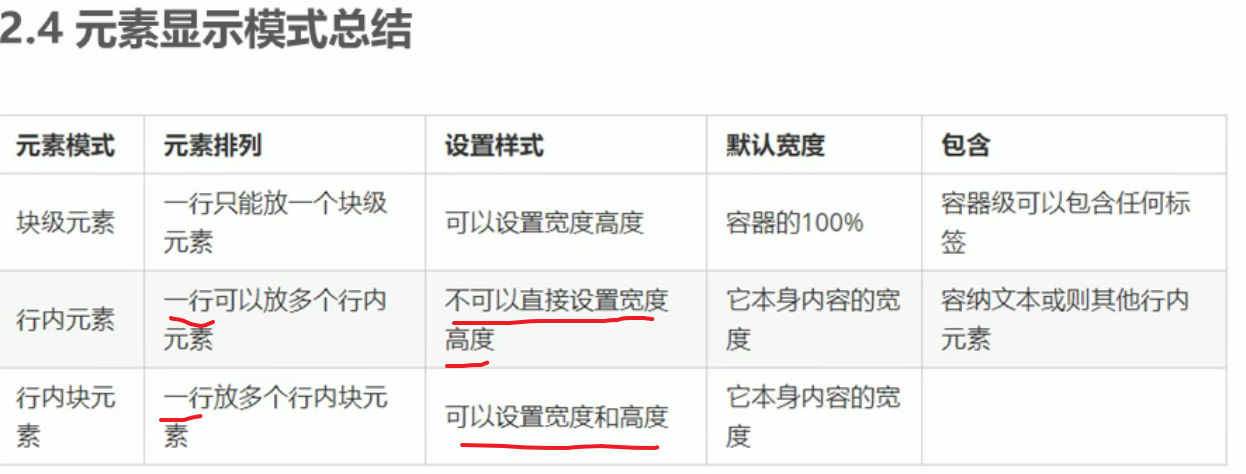 2.4 元素显示模式总结
元素模式 元素排列 设置样式 默认宽度 包含
块级元素
一行只能放一个块级
元素
可以设置宽度高度
容器的100%
容器级可以包含任何标
签
行内元素
一行可以放多个行内
元素
不可以直接设置宽度
高度
它本身内容的宽
度
容纳文本或则其他行内
元素
行内块元
素
一行放多个行内块元
素
可以设置宽度和高度
它本身内容的宽
度